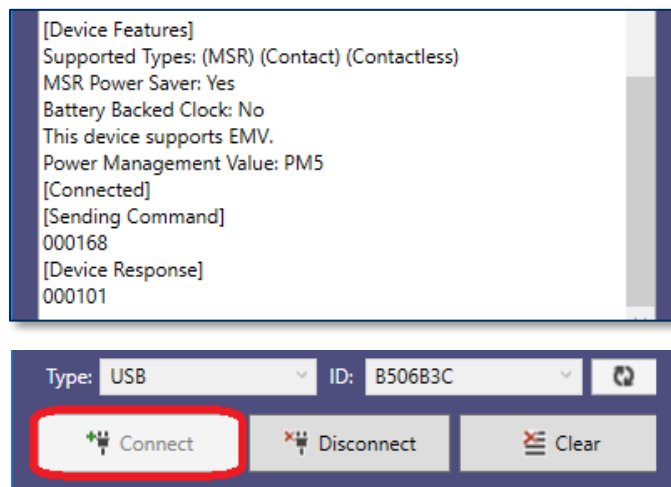 [Device Features]
Supported Types: (MSR) (Contact) (Contactless)
MSR Power Saver: Yes
Battery Backed Clock: No
This device supports EMV.
Power Management Value: PM5
[Connected]
[Sending Command]
000168
[Device Response]
000101
Type: USB ID: B506B3C
Connect Disconnect Clear